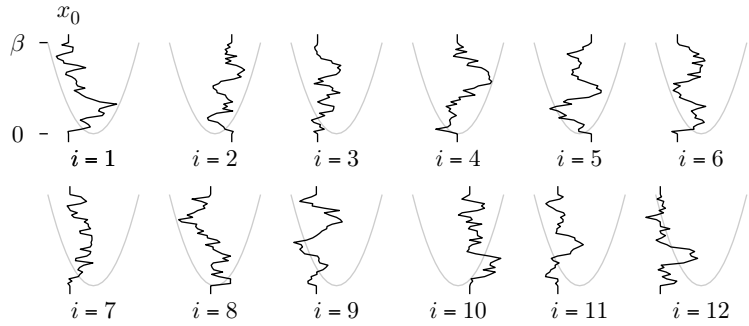 x₀
β
0
i = 1 i = 2 i = 3 i = 4 i = 5 i = 6
i = 7 i = 8 i = 9 i = 10 i = 11 i = 12